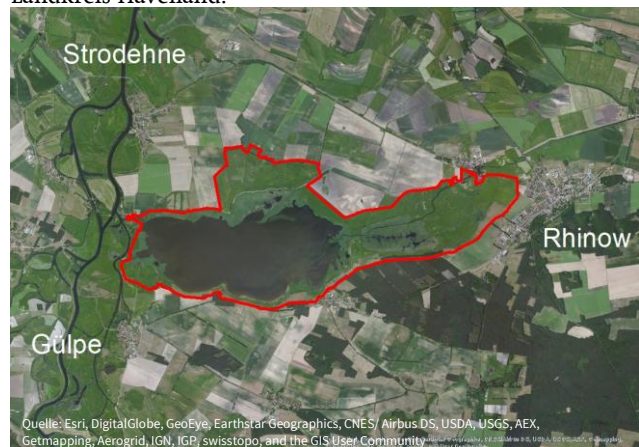 Landkreis Havelland.
Strodehne
Rhinow
Gülpe
Quelle: Esri, DigitalGlobe, GeoEye, Earthstar Geographics, CNES/ Airbus DS, USDA, USGS, AEX,
Getmapping, Aerogrid, IGN, IGP, swisstopo, and the GIS User Community